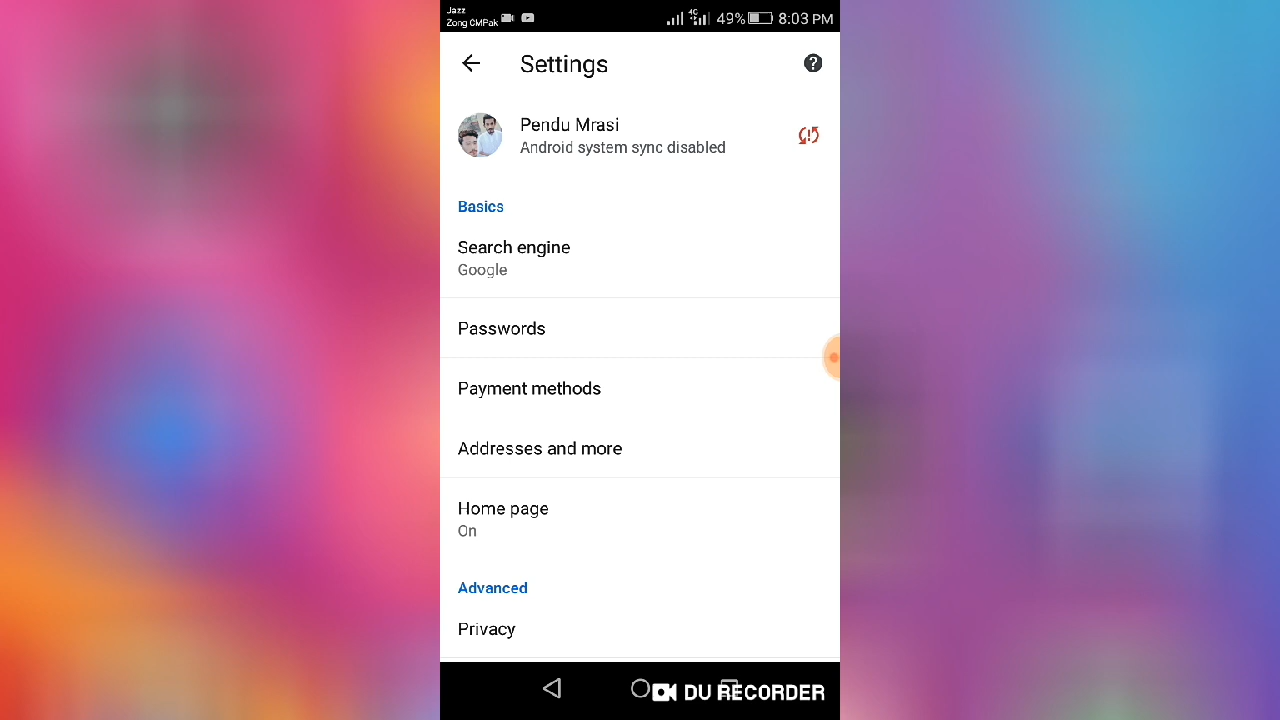 Jazz
Zong CMPak
4G
49%
8:03 PM
Settings
?
Pendu Mrasi
Android system sync disabled
Basics
Search engine
Google
Passwords
Payment methods
Addresses and more
Home page
On
Advanced
Privacy
DU RECORDER